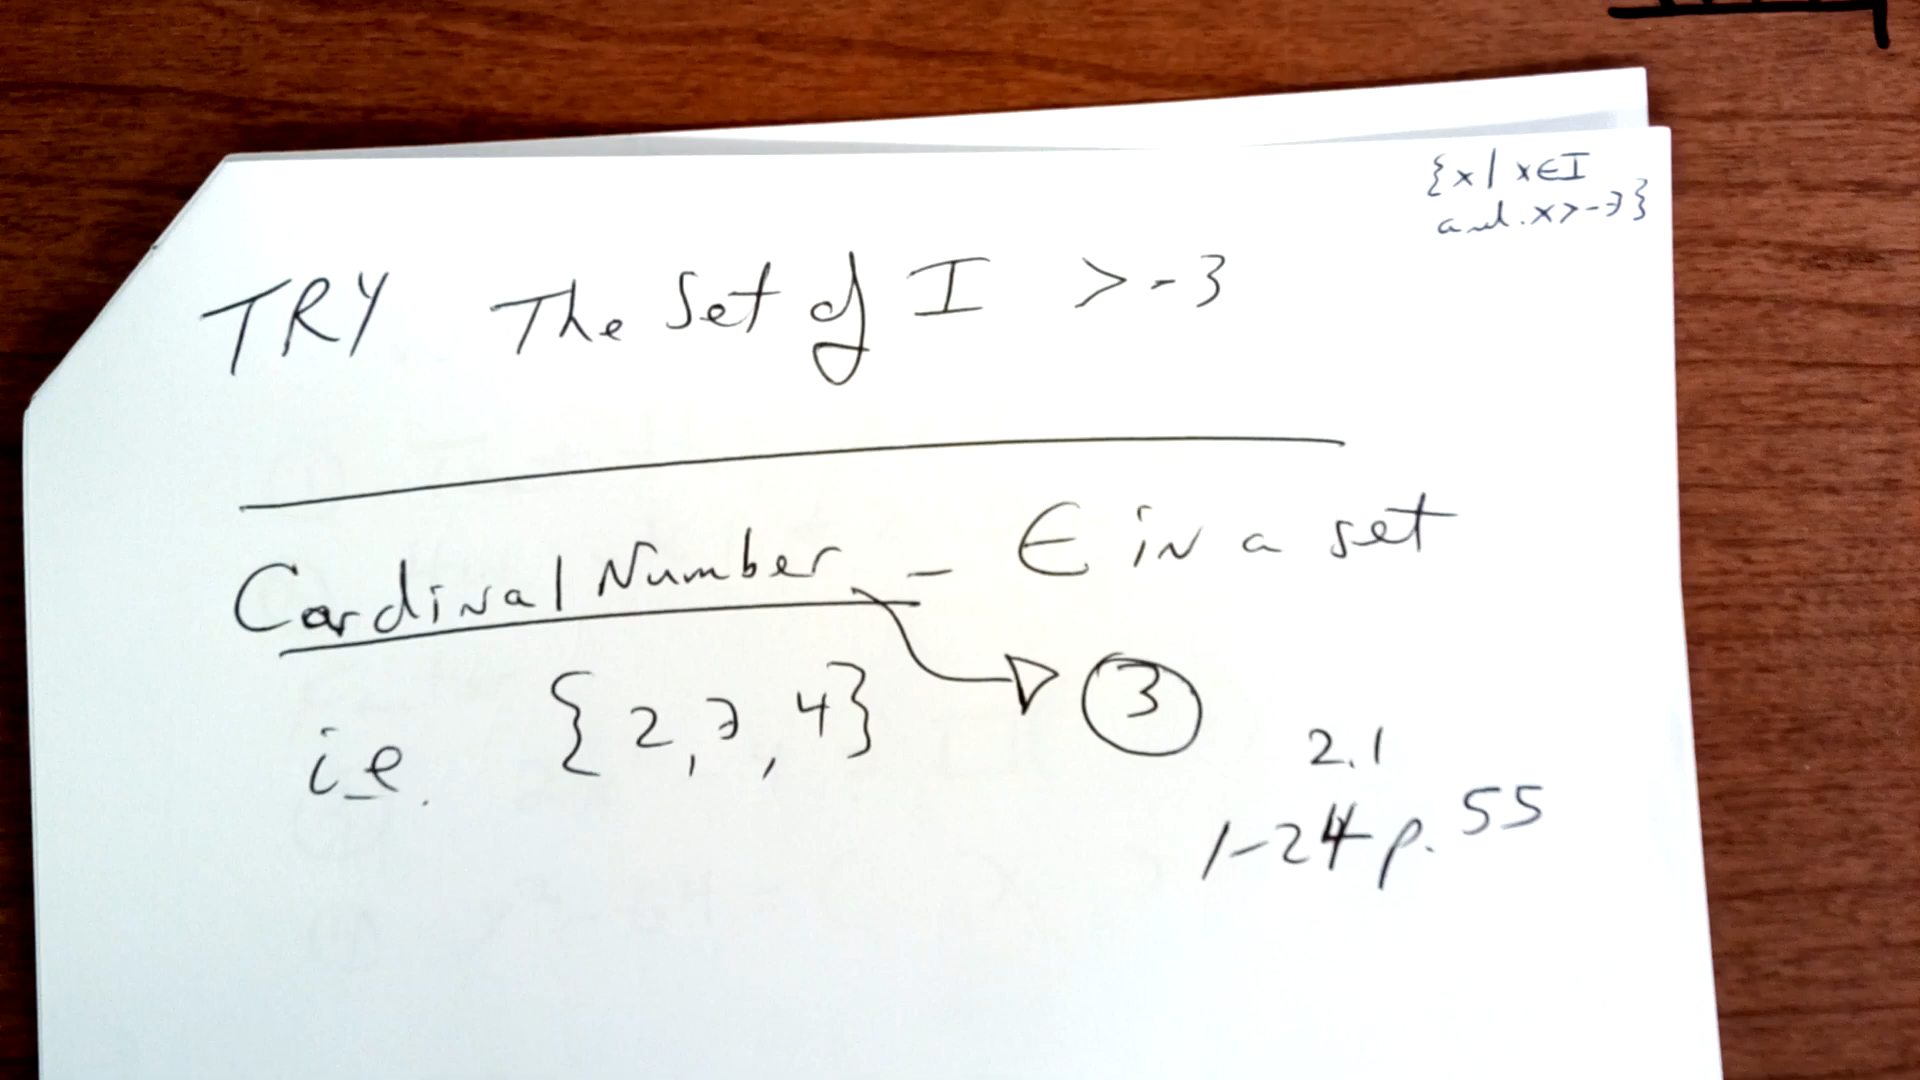 {x | x∈I
and x>-3}
TRY The Set of I >-3
Cardinal Number - ∈ in a set
i.e. {2,3,4} → 3
2.1
1-24 p. 55